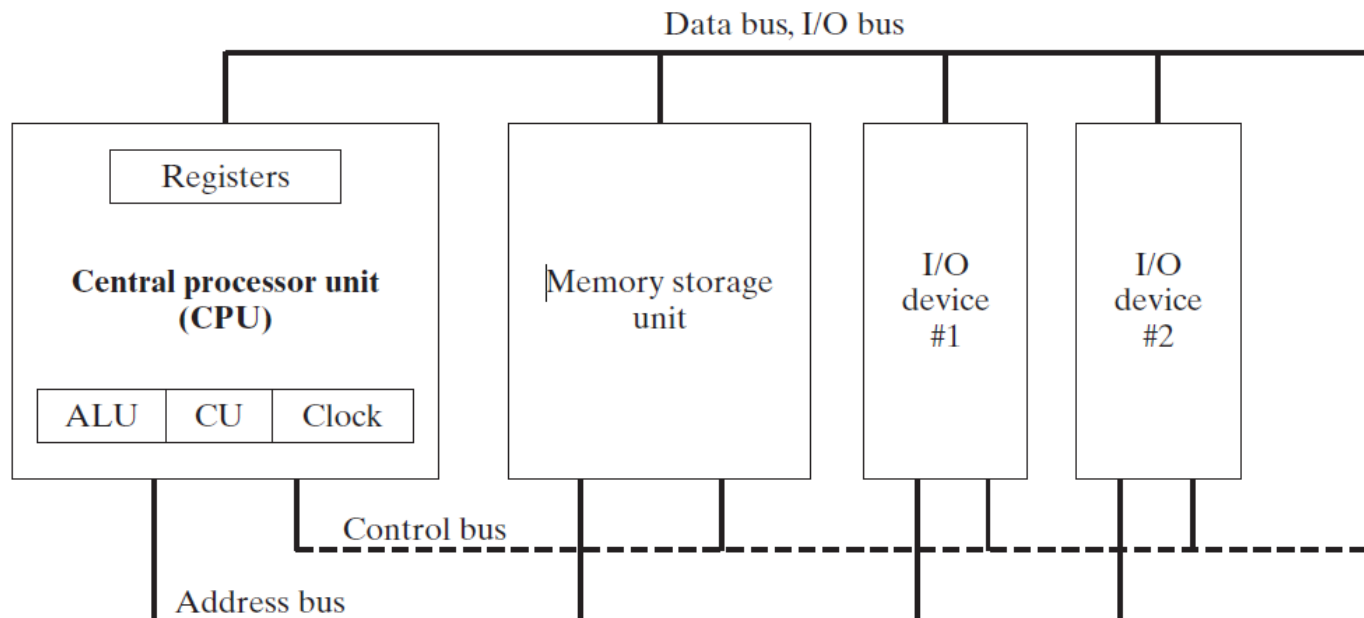 Data bus, I/O bus
Registers
Central processor unit
(CPU)
ALU
CU
Clock
Memory storage
unit
I/O
device
#1
I/O
device
#2
Control bus
Address bus